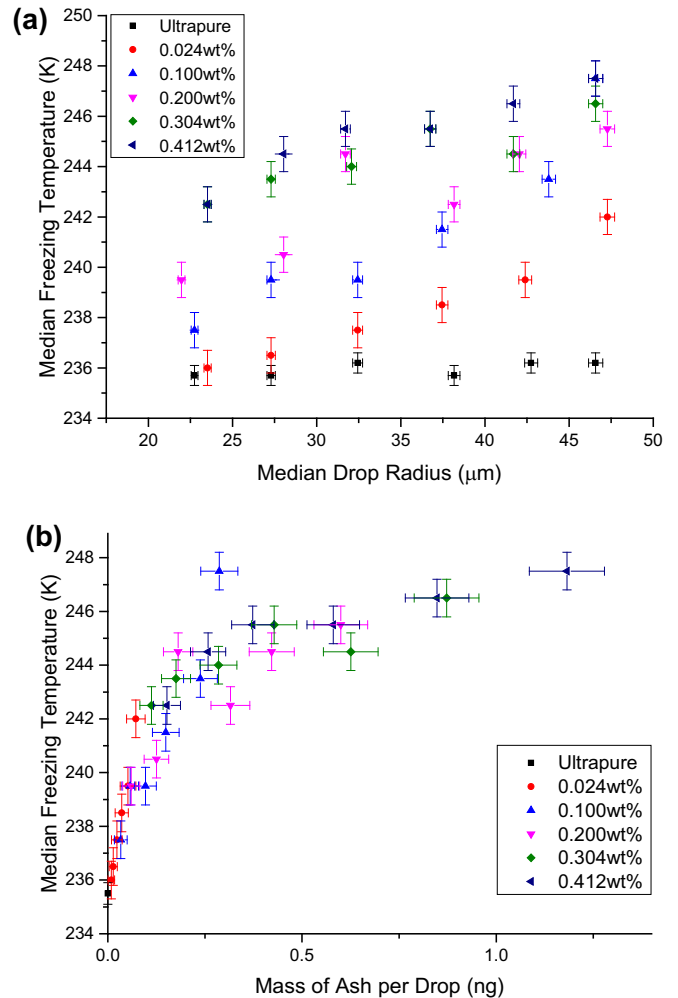 (a)
Ultrapure
0.024wt%
0.100wt%
0.200wt%
0.304wt%
0.412wt%
Median Freezing Temperature (K)
248
246
244
242
240
238
236
234
20 25 30 35 40 45 50
Median Drop Radius (μm)
(b)
Median Freezing Temperature (K)
248
246
244
242
240
238
236
234
Ultrapure
0.024wt%
0.100wt%
0.200wt%
0.304wt%
0.412wt%
0.0 0.5 1.0
Mass of Ash per Drop (ng)